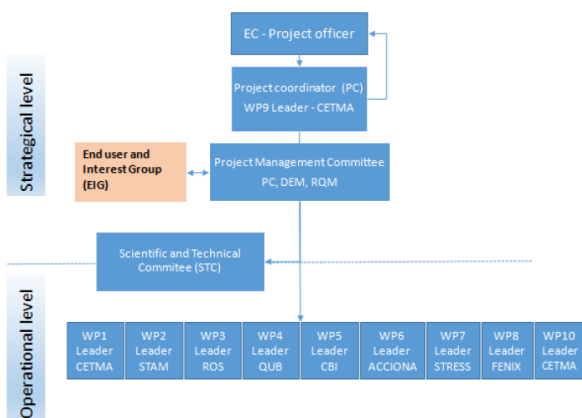 EC - Project officer
Project coordinator (PC)
WP9 Leader - CETMA
Strategical level
End user and
Interest Group
(EIG)
Project Management Committee
PC, DEM, RQM
Scientific and Technical
Commitee (STC)
Operational level
WP1
Leader
CETMA
WP2
Leader
STAM
WP3
Leader
ROS
WP4
Leader
QUB
WP5
Leader
CBI
WP6
Leader
ACCIONA
WP7
Leader
STRESS
WP8
Leader
FENIX
WP10
Leader
CETMA